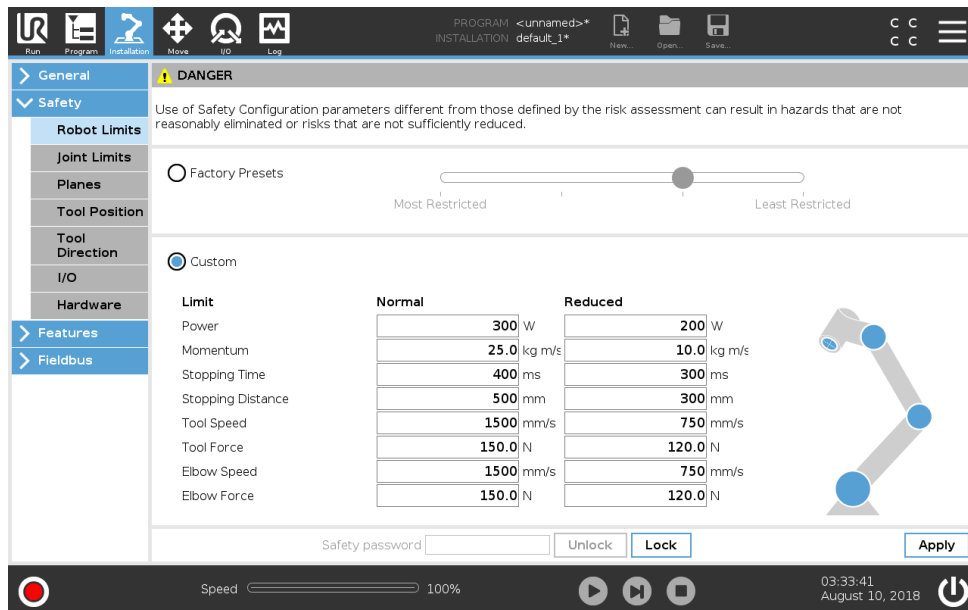 PROGRAM <unnamed>*
INSTALLATION default_1*
UR
Run Program Installation Move I/O Log New... Open... Save...
C C
C C
General
Safety
Robot Limits
Joint Limits
Planes
Tool Position
Tool
Direction
I/O
Hardware
Features
Fieldbus
DANGER
Use of Safety Configuration parameters different from those defined by the risk assessment can result in hazards that are not
reasonably eliminated or risks that are not sufficiently reduced.
Factory Presets
Most Restricted Least Restricted
Custom
Limit Normal Reduced
Power 300 W 200 W
Momentum 25.0 kg m/s 10.0 kg m/s
Stopping Time 400 ms 300 ms
Stopping Distance 500 mm 300 mm
Tool Speed 1500 mm/s 750 mm/s
Tool Force 150.0 N 120.0 N
Elbow Speed 1500 mm/s 750 mm/s
Elbow Force 150.0 N 120.0 N
Safety password Unlock Lock Apply
Speed 100%
03:33:41
August 10, 2018